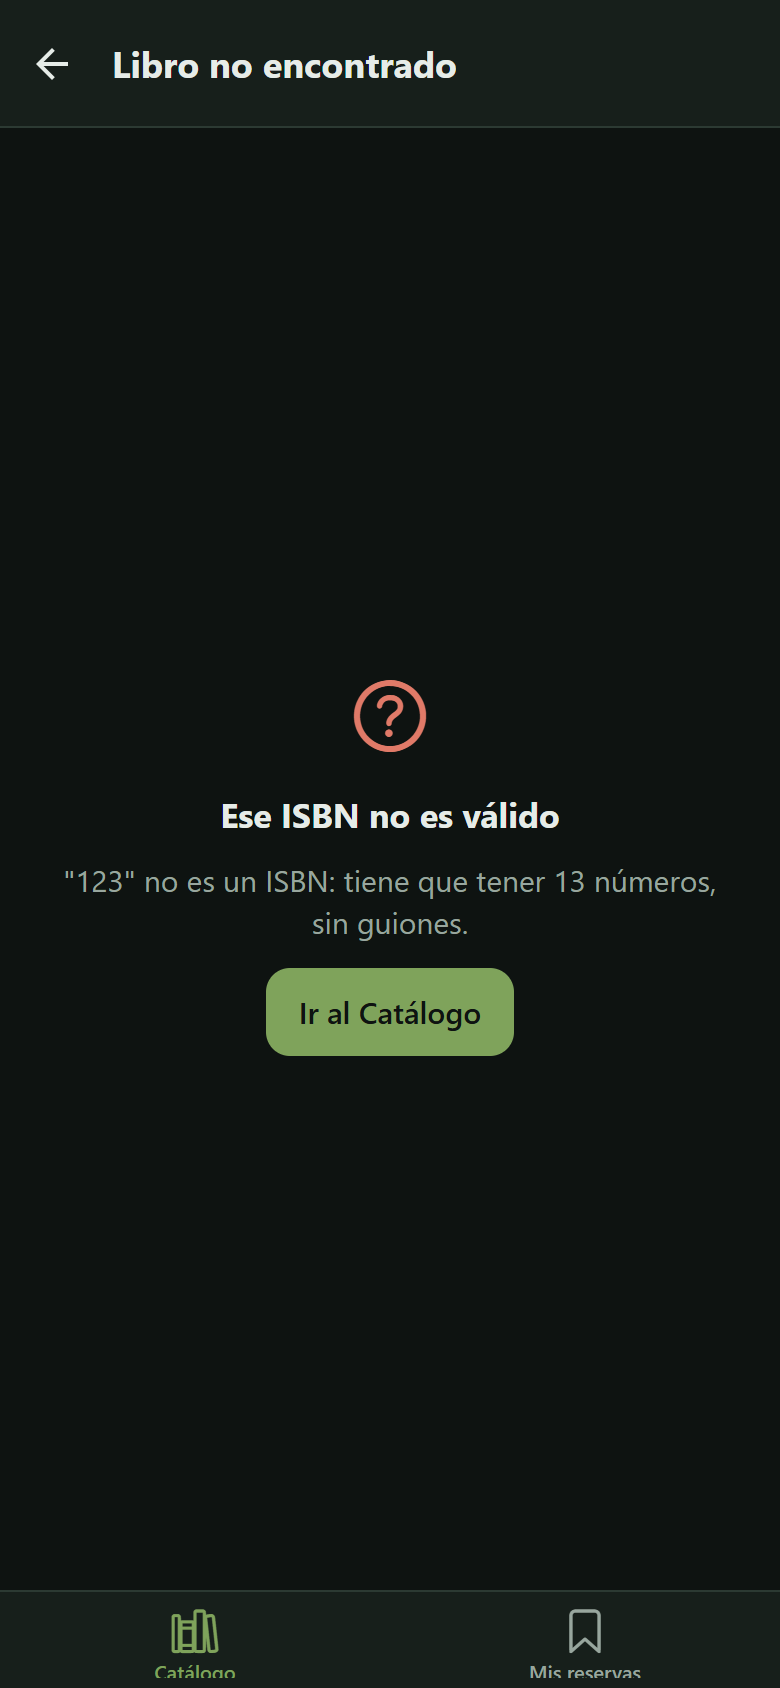 Libro no encontrado
Ese ISBN no es válido
"123" no es un ISBN: tiene que tener 13 números,
sin guiones.
Ir al Catálogo
Catálogo
Mis reservas